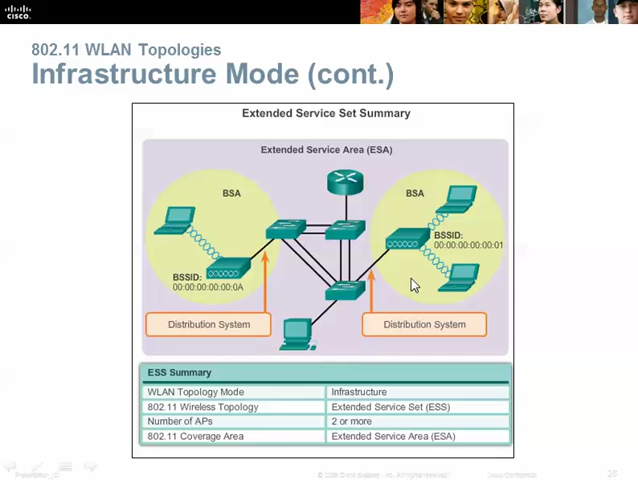 CISCO.
802.11 WLAN Topologies
Infrastructure Mode (cont.)
Extended Service Set Summary
Extended Service Area (ESA)
BSA
BSA
BSSID:
00:00:00:00:00:01
BSSID:
00:00:00:00:00:0A
Distribution System
Distribution System
ESS Summary
WLAN Topology Mode Infrastructure
802.11 Wireless Topology Extended Service Set (ESS)
Number of APs 2 or more
802.11 Coverage Area Extended Service Area (ESA)
Presentation_ID